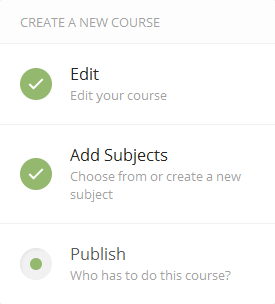 CREATE A NEW COURSE
Edit
Edit your course
Add Subjects
Choose from or create a new
subject
Publish
Who has to do this course?